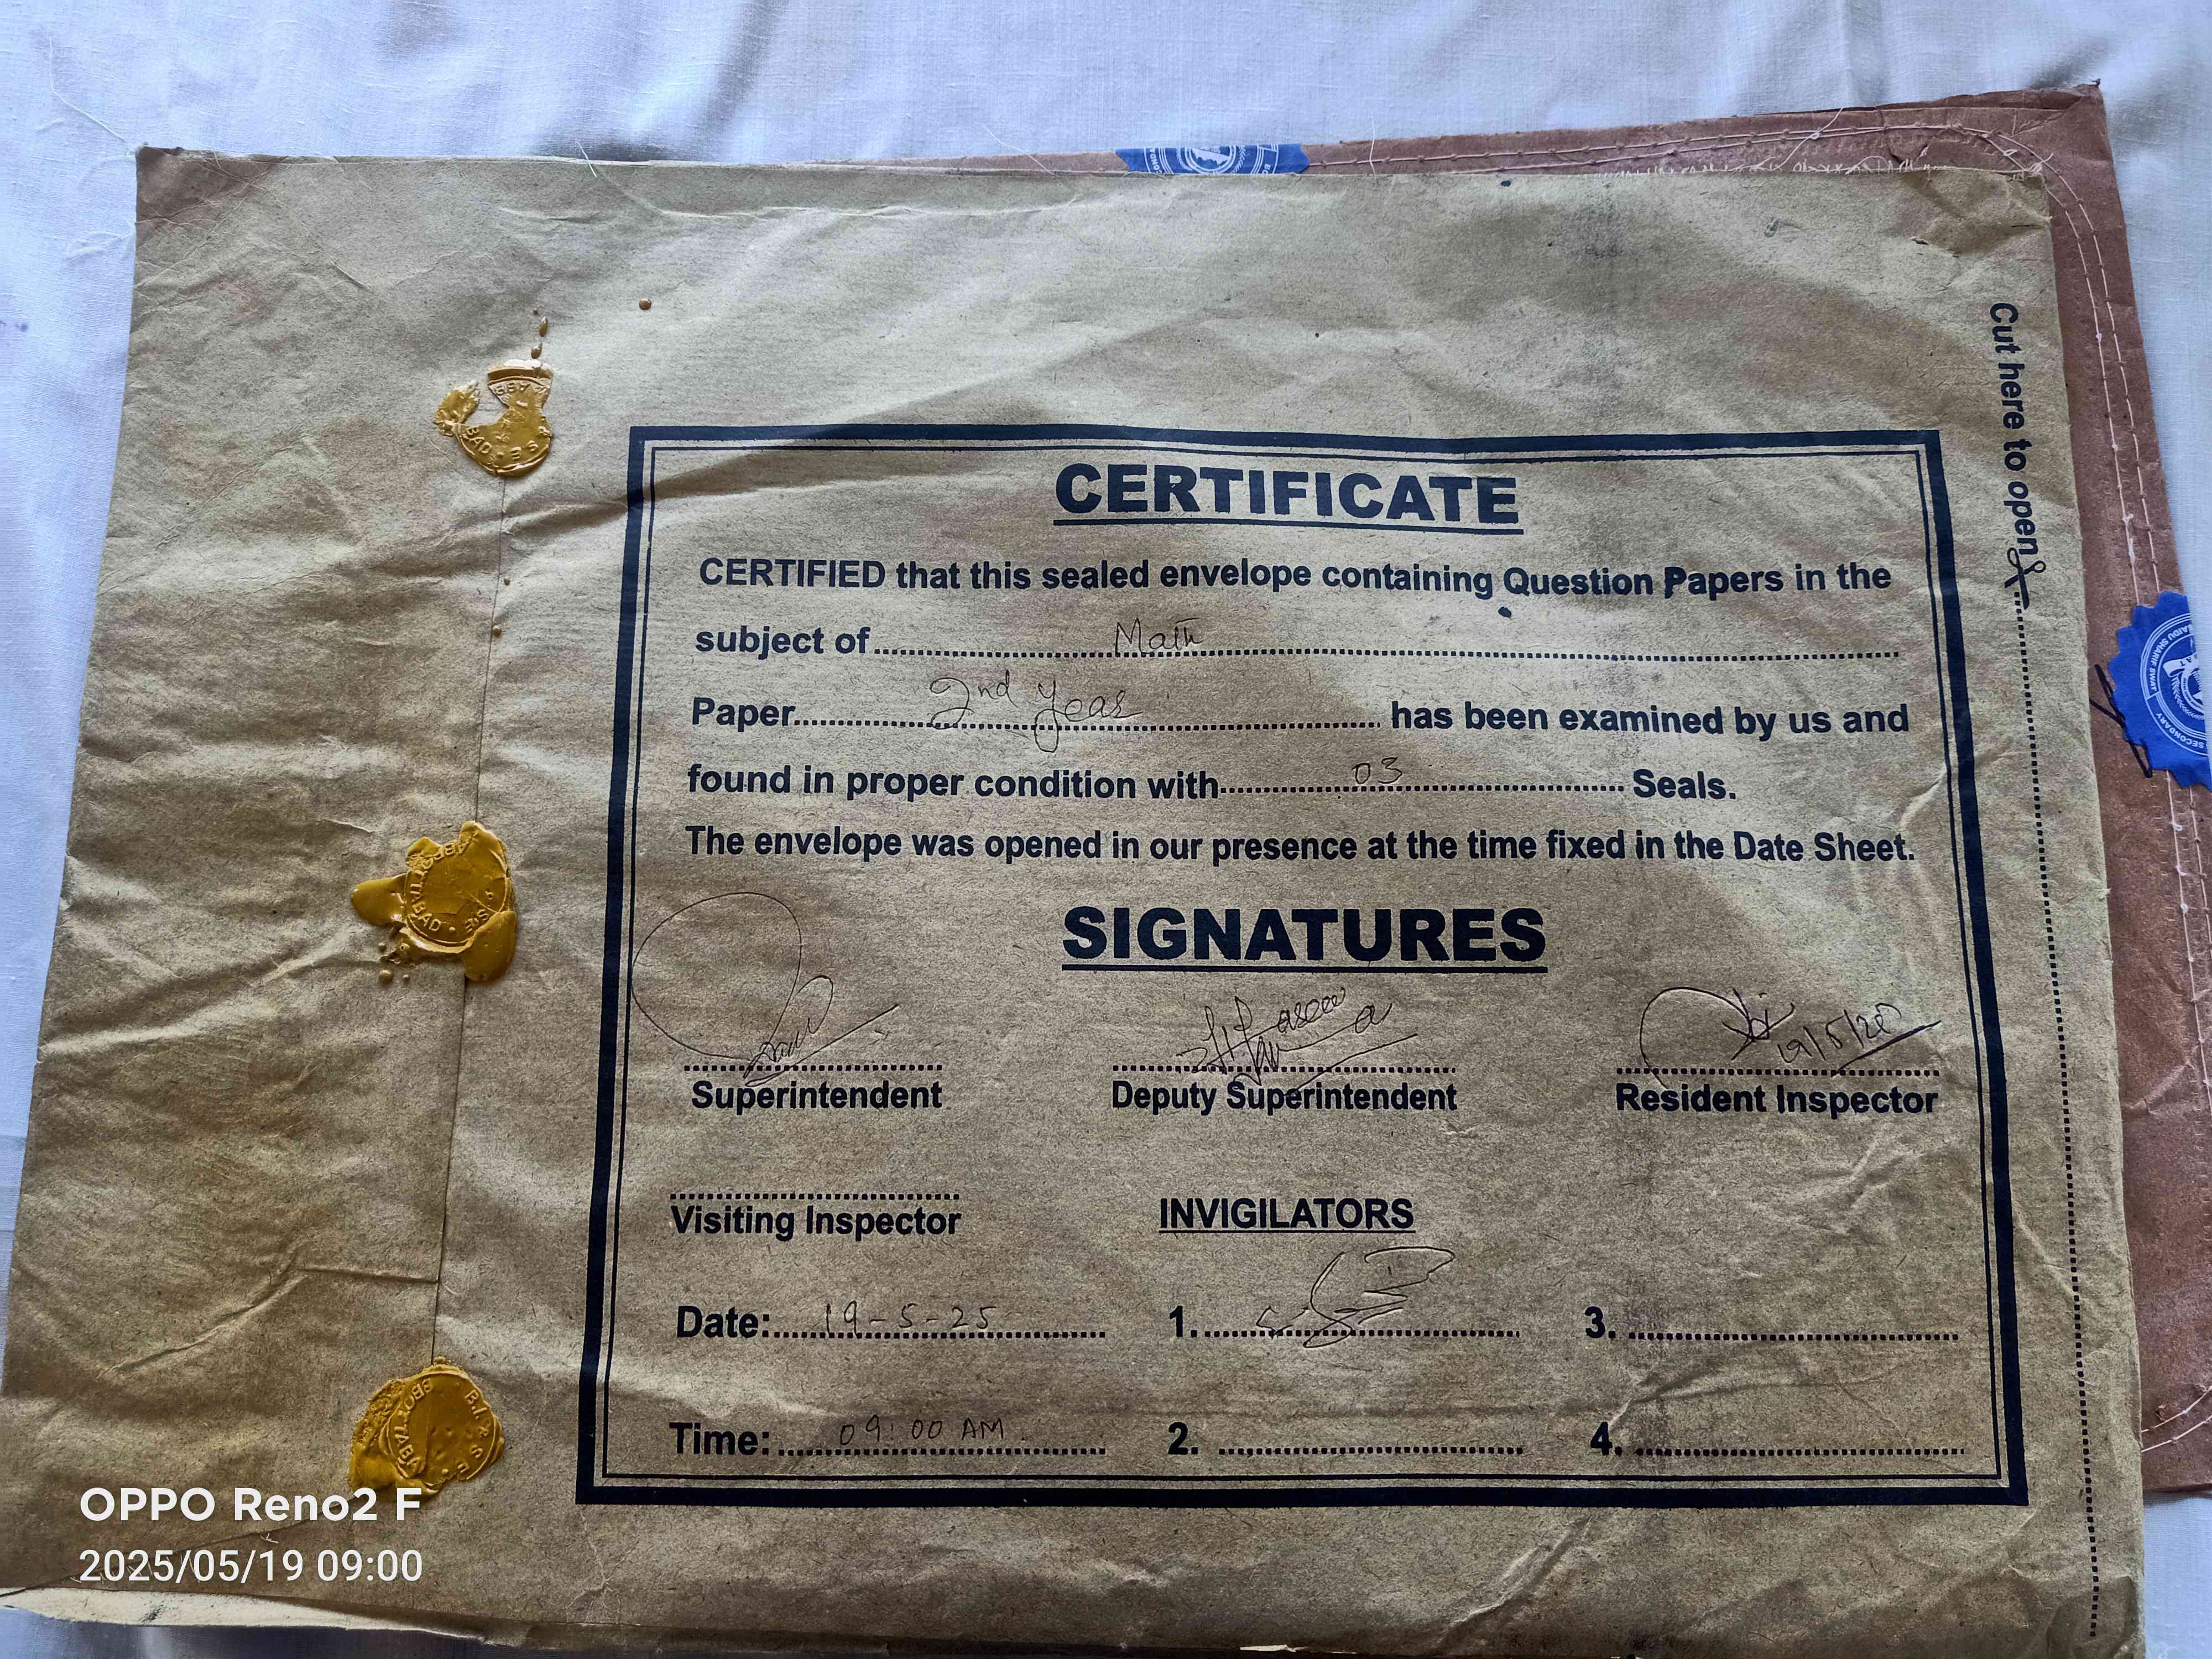 Cut here to open
CERTIFICATE
CERTIFIED that this sealed envelope containing Question Papers in the
subject of Math
Paper 2nd Year has been examined by us and
found in proper condition with 03 Seals.
The envelope was opened in our presence at the time fixed in the Date Sheet.
SIGNATURES
19/5/25
Superintendent Deputy Superintendent Resident Inspector
Visiting Inspector INVIGILATORS
Date: 19-5-25 1. 3.
Time: 09:00 AM 2. 4.
SECONDARY
SAIDU SHARIF SWAT
OPPO Reno2 F
2025/05/19 09:00